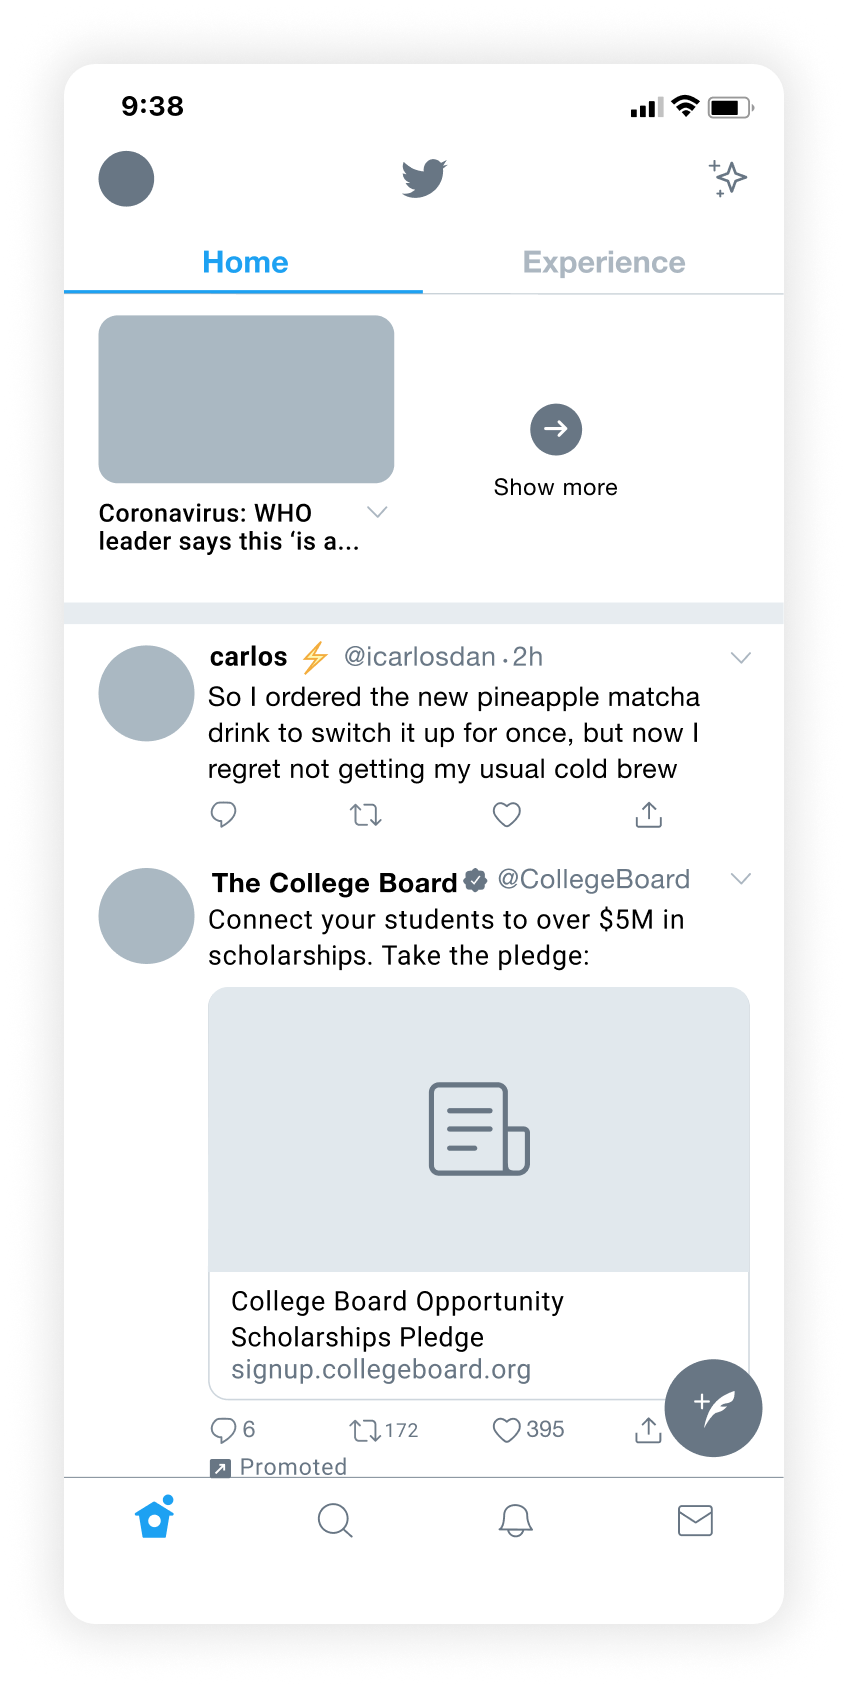 9:38
Home
Experience
Coronavirus: WHO
leader says this ‘is a...
Show more
carlos ⚡ @icarlosdan · 2h
So I ordered the new pineapple matcha
drink to switch it up for once, but now I
regret not getting my usual cold brew
The College Board @CollegeBoard
Connect your students to over $5M in
scholarships. Take the pledge:
College Board Opportunity
Scholarships Pledge
signup.collegeboard.org
6 172 395
Promoted